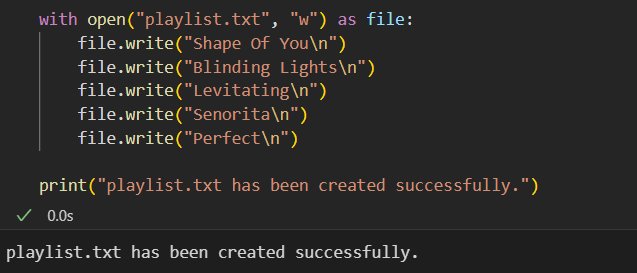 with open("playlist.txt", "w") as file:
    file.write("Shape Of You\n")
    file.write("Blinding Lights\n")
    file.write("Levitating\n")
    file.write("Senorita\n")
    file.write("Perfect\n")

print("playlist.txt has been created successfully.")
0.0s
playlist.txt has been created successfully.